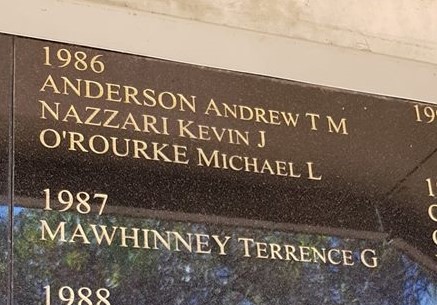 1986
ANDERSON ANDREW T M
NAZZARI KEVIN J
O'ROURKE MICHAEL L
1987
MAWHINNEY TERRENCE G
1988